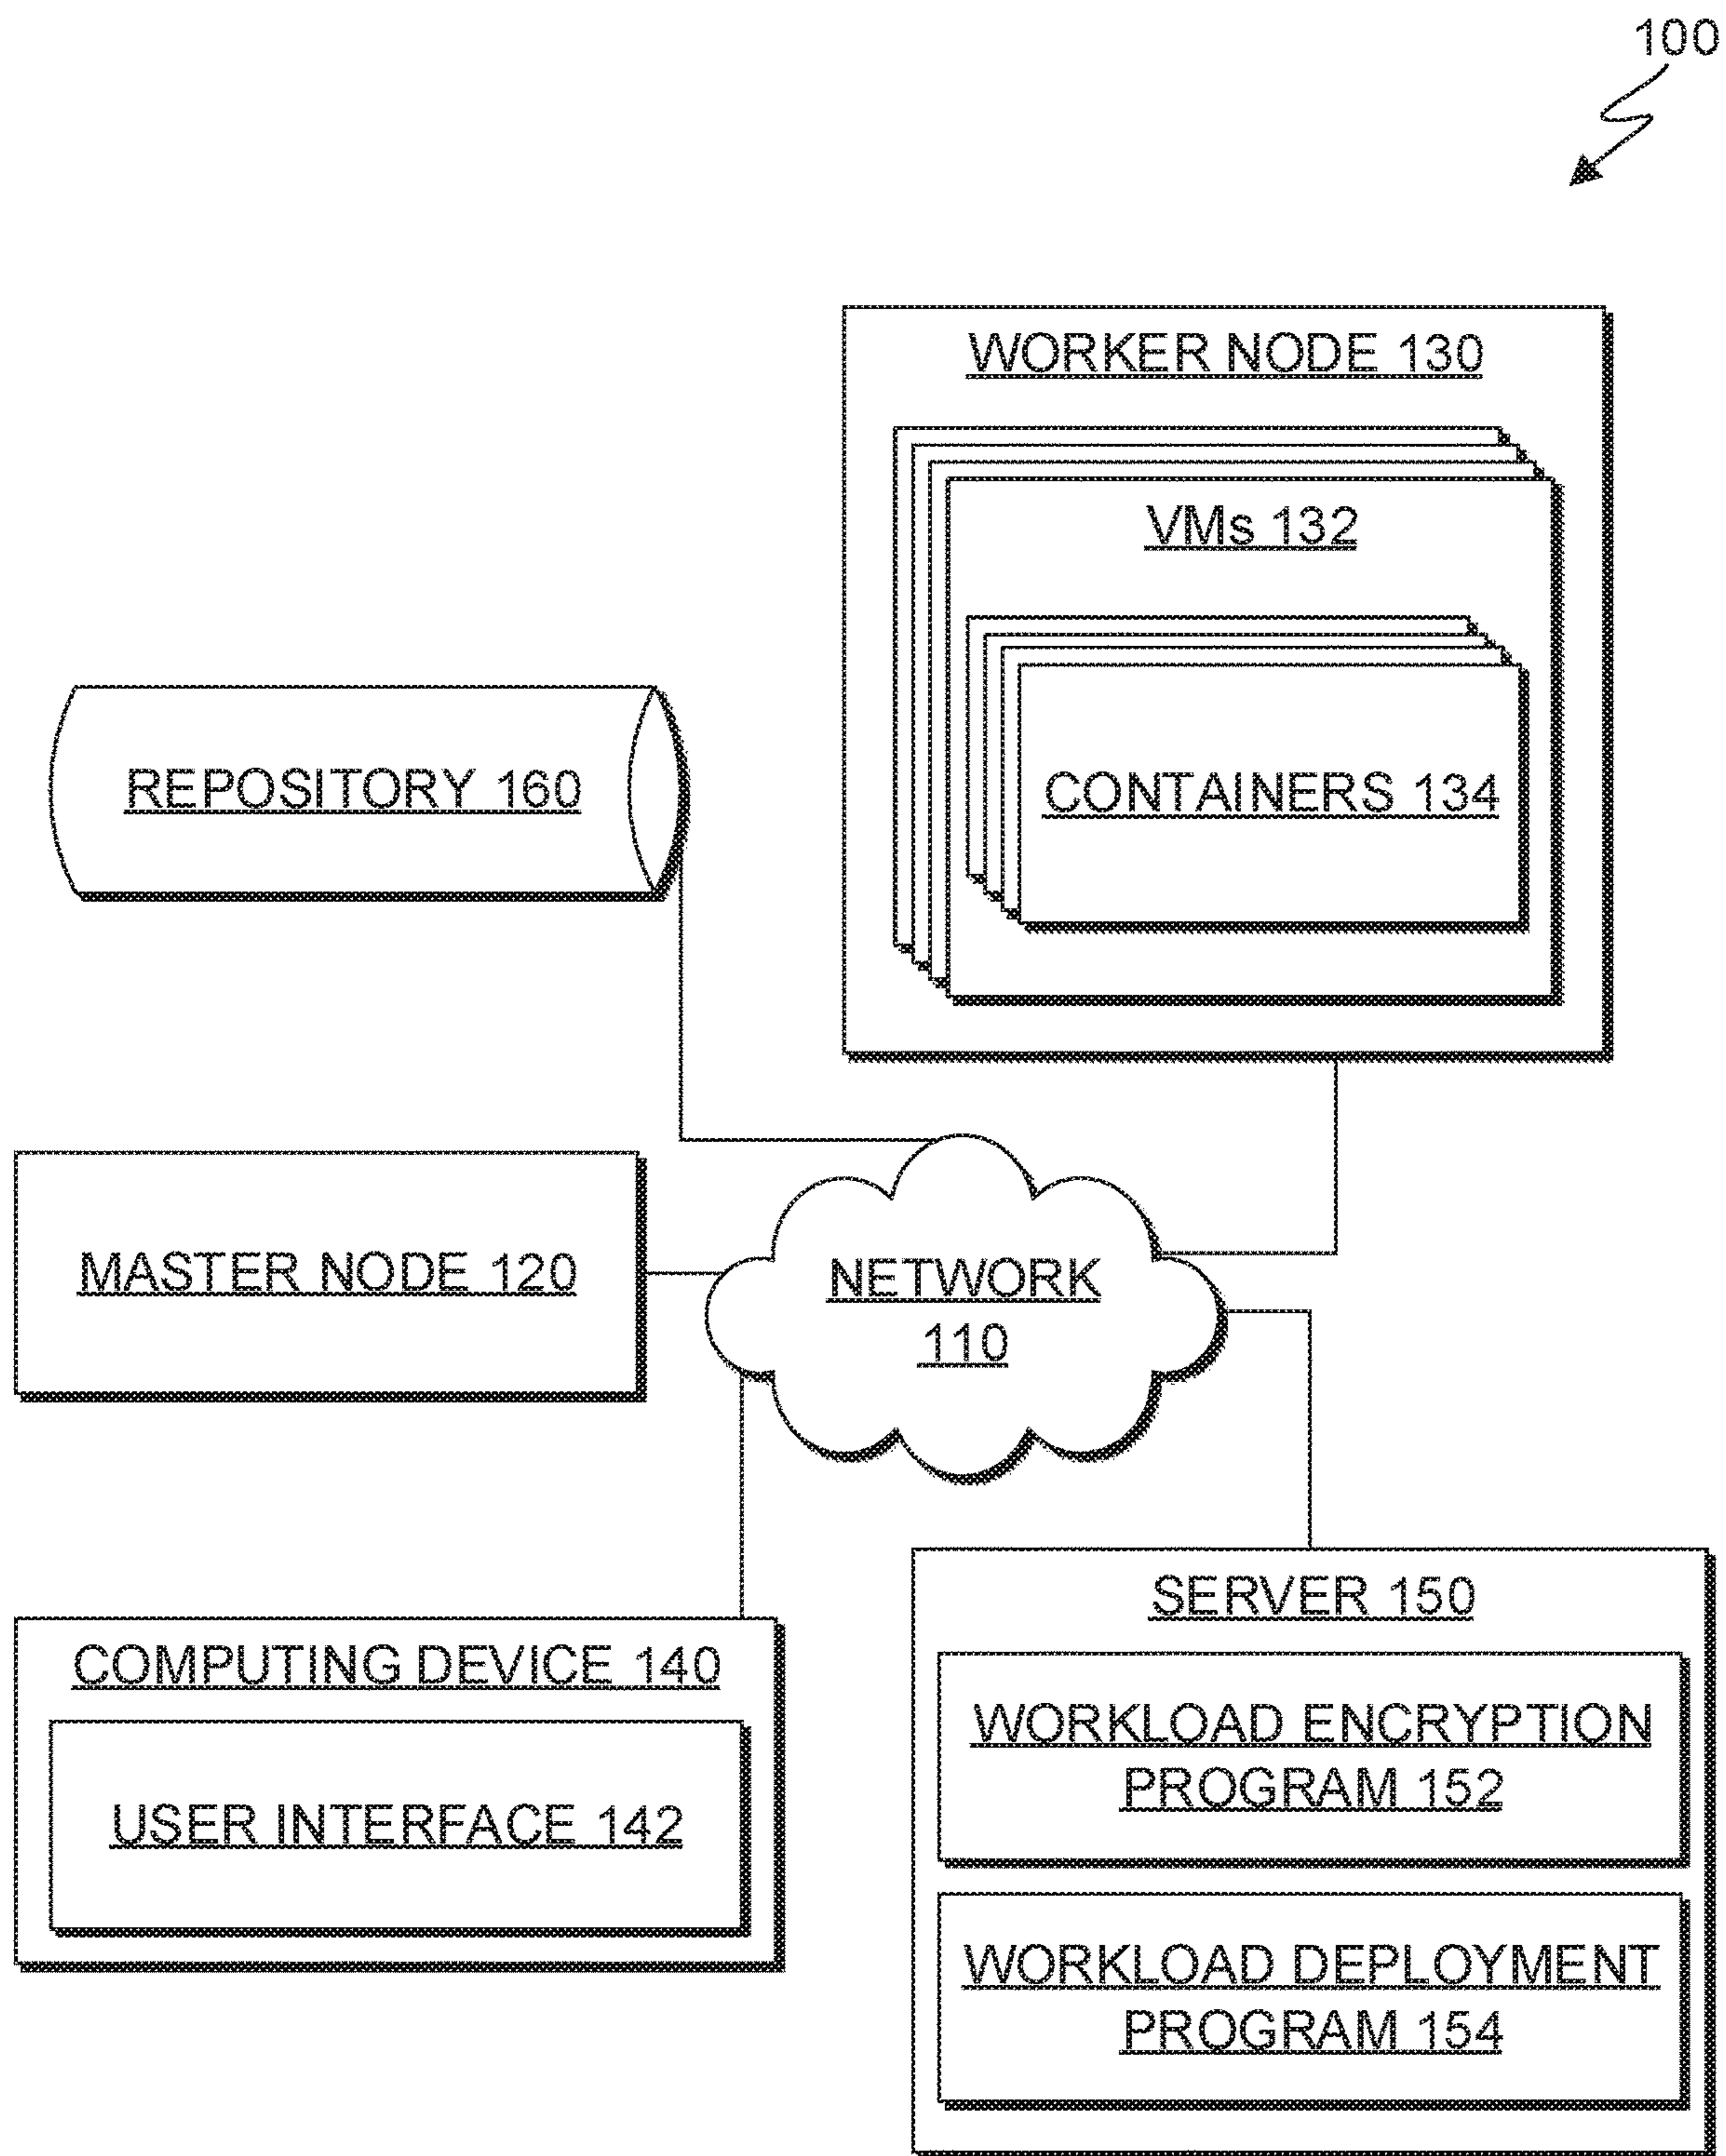 100
WORKER NODE 130
VMs 132
CONTAINERS 134
REPOSITORY 160
MASTER NODE 120
NETWORK
110
COMPUTING DEVICE 140
USER INTERFACE 142
SERVER 150
WORKLOAD ENCRYPTION
PROGRAM 152
WORKLOAD DEPLOYMENT
PROGRAM 154